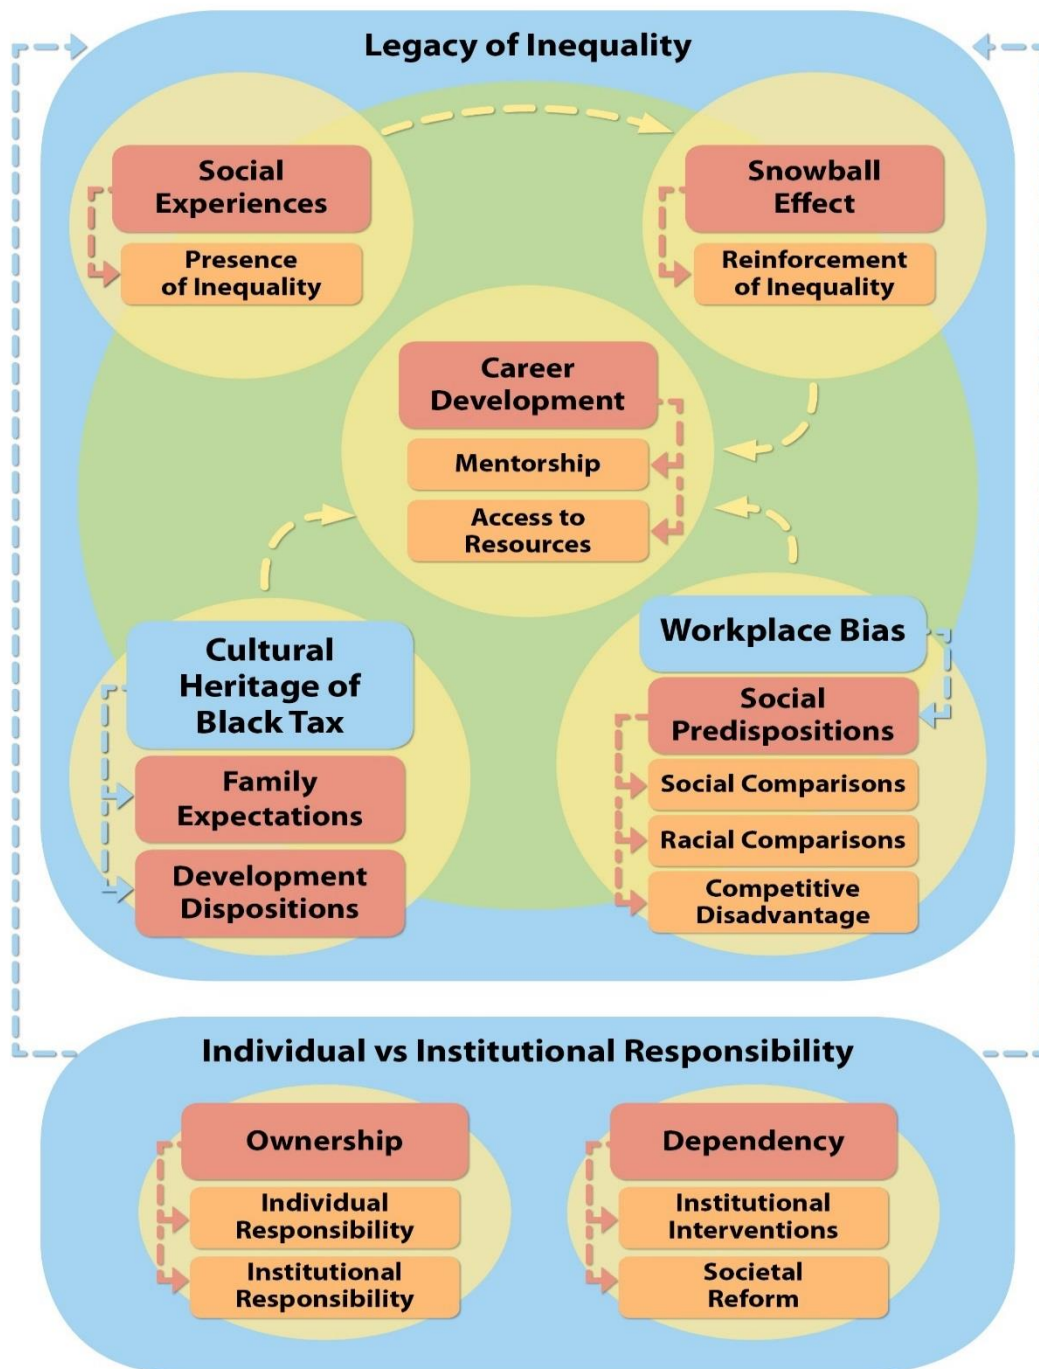 Legacy of Inequality
Social
Experiences
Presence
of Inequality
Snowball
Effect
Reinforcement
of Inequality
Career
Development
Mentorship
Access to
Resources
Cultural
Heritage of
Black Tax
Family
Expectations
Development
Dispositions
Workplace Bias
Social
Predispositions
Social Comparisons
Racial Comparisons
Competitive
Disadvantage
Individual vs Institutional Responsibility
Ownership
Individual
Responsibility
Institutional
Responsibility
Dependency
Institutional
Interventions
Societal
Reform